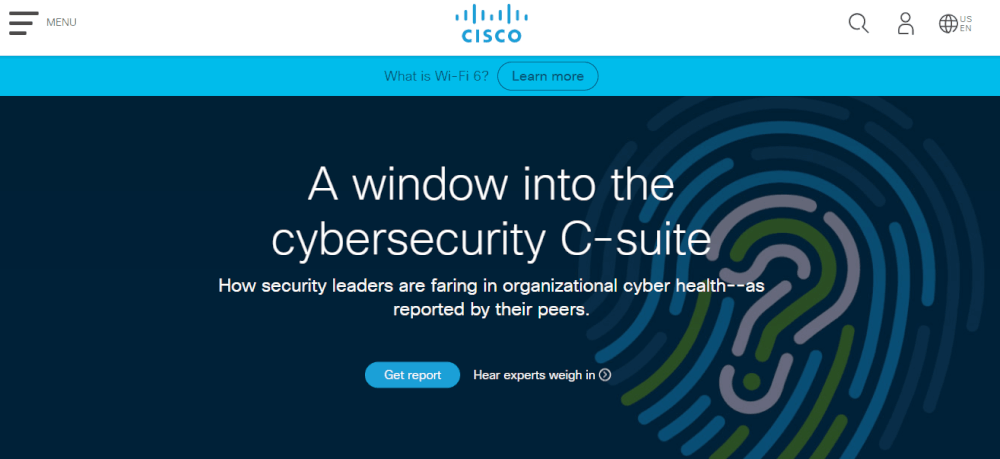 MENU
CISCO
US
EN
What is Wi-Fi 6? Learn more
A window into the
cybersecurity C-suite
How security leaders are faring in organizational cyber health--as
reported by their peers.
Get report Hear experts weigh in